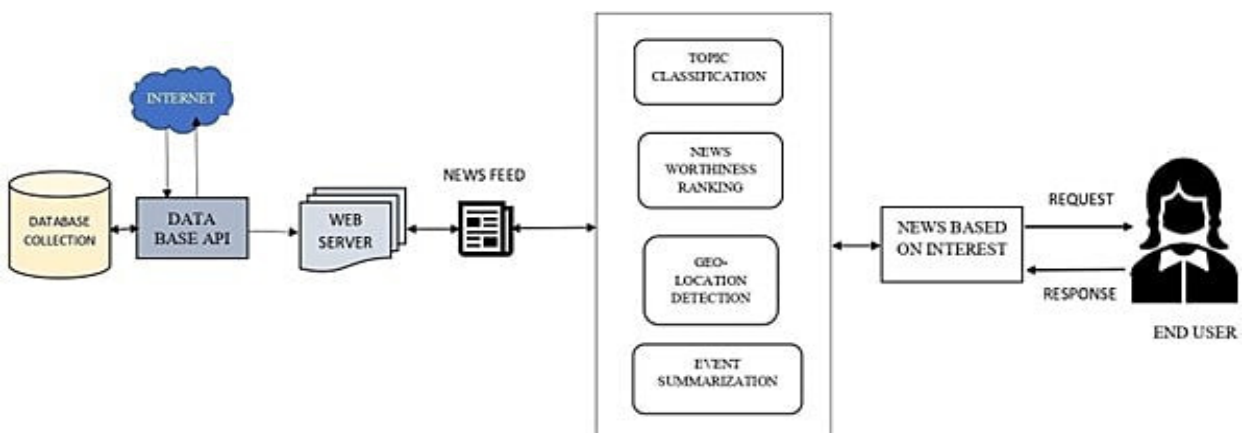 INTERNET
DATABASE
COLLECTION
DATA
BASE API
WEB
SERVER
NEWS FEED
TOPIC
CLASSIFICATION
NEWS
WORTHINESS
RANKING
GEO-
LOCATION
DETECTION
EVENT
SUMMARIZATION
NEWS BASED
ON INTEREST
REQUEST
RESPONSE
END USER